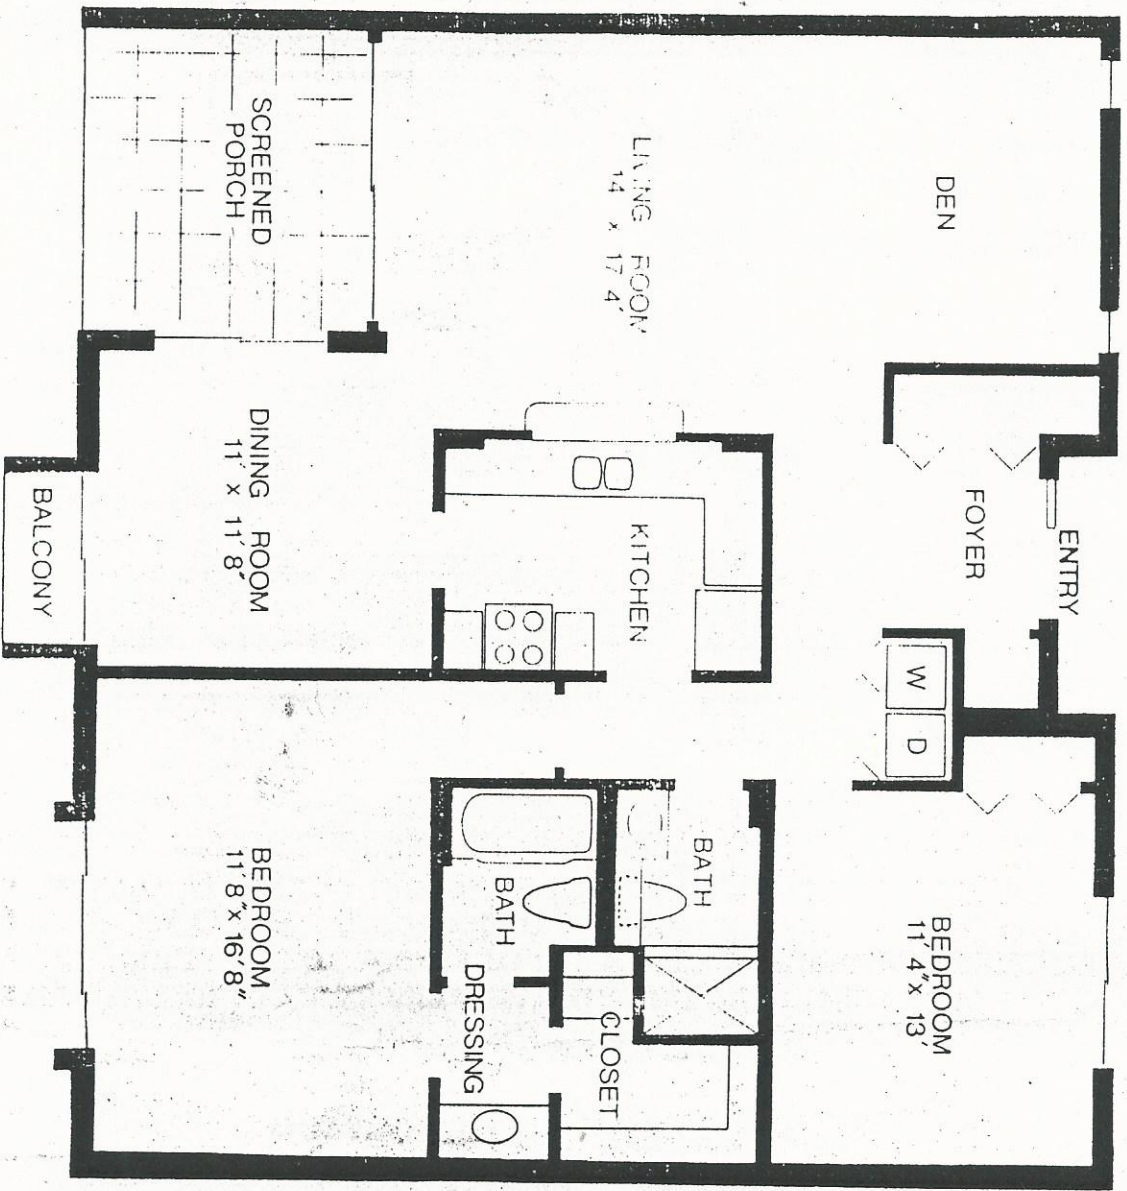 SCREENED
PORCH
LIVING ROOM
14' x 17'4"
DEN
DINING ROOM
11' x 11'8"
BALCONY
KITCHEN
FOYER
ENTRY
W
D
BATH
BATH
DRESSING
CLOSET
BEDROOM
11'8" x 16'8"
BEDROOM
11'4" x 13'